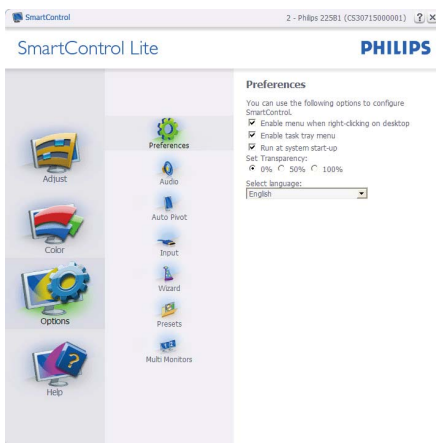 SmartControl
2 - Philips 225B1 (CS30715000001)
SmartControl Lite
PHILIPS
Adjust
Color
Options
Help
Preferences
Audio
Auto Pivot
Input
Wizard
Presets
Multi Monitors
Preferences
You can use the following options to configure
SmartControl.
Enable menu when right-clicking on desktop
Enable task tray menu
Run at system start-up
Set Transparency:
0% 50% 100%
Select language:
English